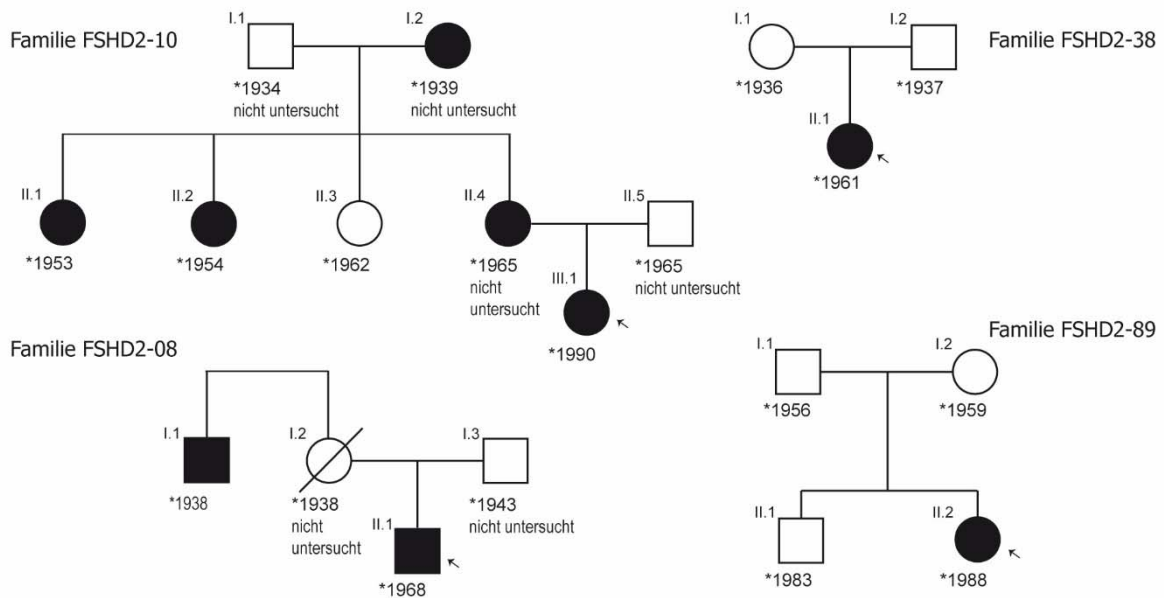 Familie FSHD2-10
I.1
I.2
*1934
nicht untersucht
*1939
nicht untersucht
II.1
*1953
II.2
*1954
II.3
*1962
II.4
*1965
nicht
untersucht
II.5
*1965
nicht untersucht
III.1
*1990
Familie FSHD2-38
I.1
*1936
I.2
*1937
II.1
*1961
Familie FSHD2-08
I.1
*1938
I.2
*1938
nicht
untersucht
I.3
*1943
nicht untersucht
II.1
*1968
Familie FSHD2-89
I.1
*1956
I.2
*1959
II.1
*1983
II.2
*1988